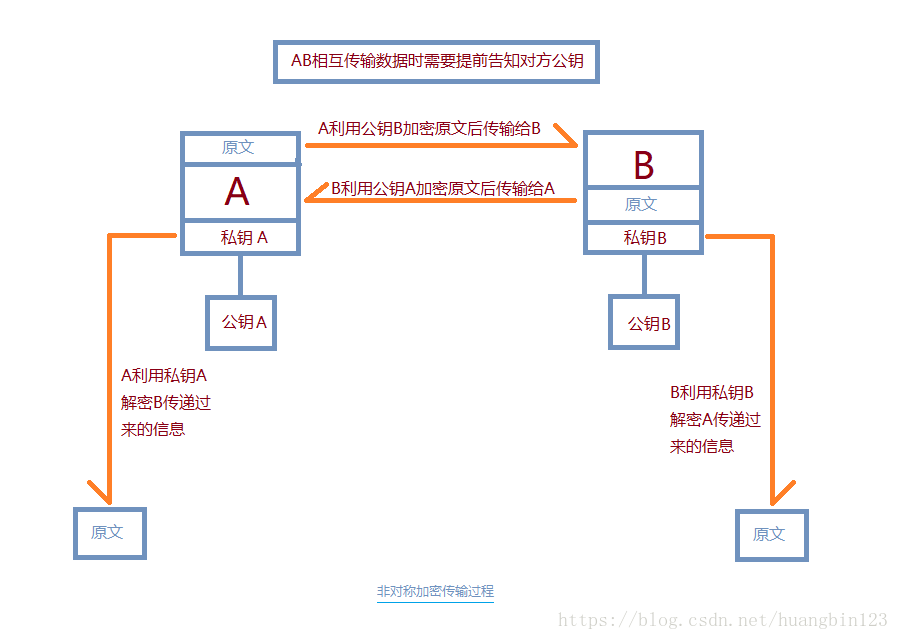 AB相互传输数据时需要提前告知对方公钥
A利用公钥B加密原文后传输给B
原文
A
私钥 A
公钥 A
B利用公钥A加密原文后传输给A
B
原文
私钥B
公钥B
A利用私钥A
解密B传递过
来的信息
B利用私钥B
解密A传递过
来的信息
原文
原文
非对称加密传输过程
https://blog.csdn.net/huangbin123